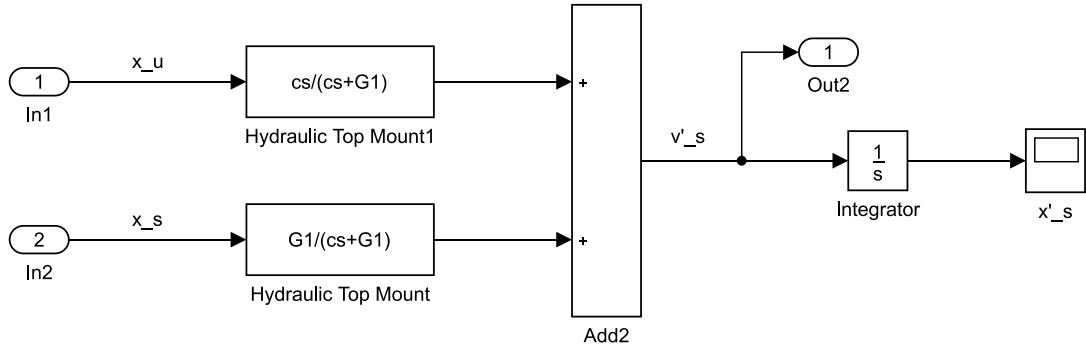 x_u
1
cs/(cs+G1)
+
1
In1
Hydraulic Top Mount1
Out2
v'_s
1
s
Integrator
x'_s
x_s
2
G1/(cs+G1)
+
In2
Hydraulic Top Mount
Add2